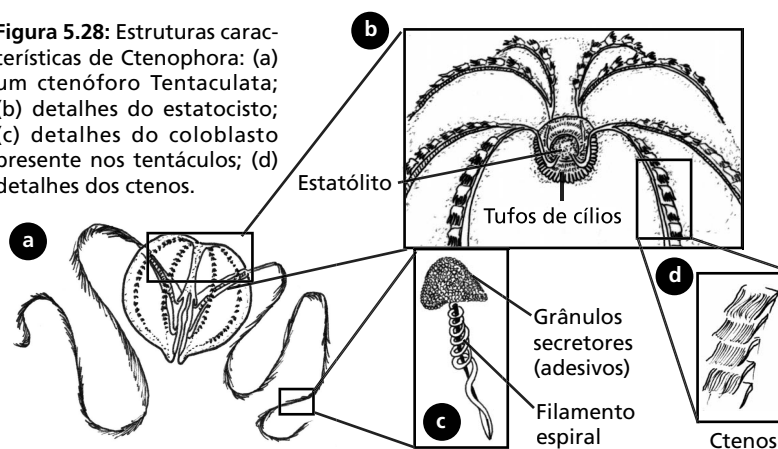 Figura 5.28: Estruturas carac-
terísticas de Ctenophora: (a)
um ctenóforo Tentaculata;
(b) detalhes do estatocisto;
(c) detalhes do coloblasto
presente nos tentáculos; (d)
detalhes dos ctenos.
b
Estatólito
Tufos de cílios
a
d
Grânulos
secretores
(adesivos)
c
Filamento
espiral
Ctenos